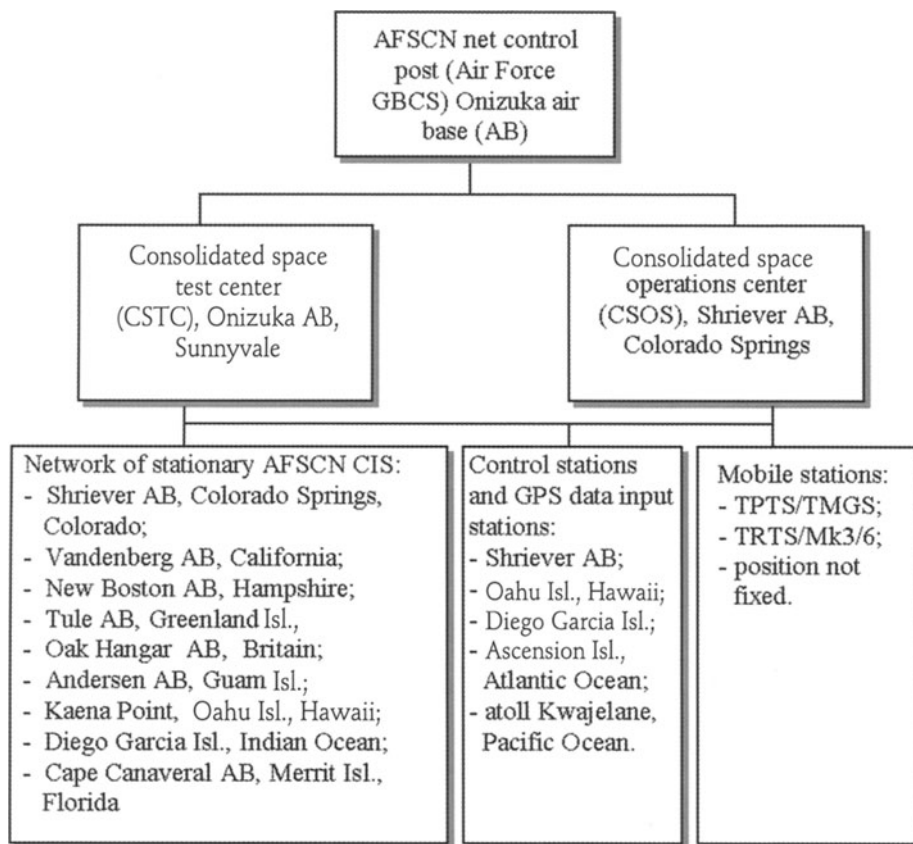 AFSCN net control
post (Air Force
GBCS) Onizuka air
base (AB)
Consolidated space
test center
(CSTC), Onizuka AB,
Sunnyvale
Consolidated space
operations center
(CSOS), Shriever AB,
Colorado Springs
Network of stationary AFSCN CIS:
- Shriever AB, Colorado Springs,
Colorado;
- Vandenberg AB, California;
- New Boston AB, Hampshire;
- Tule AB, Greenland Isl.,
- Oak Hangar AB, Britain;
- Andersen AB, Guam Isl.;
- Kaena Point, Oahu Isl., Hawaii;
- Diego Garcia Isl., Indian Ocean;
- Cape Canaveral AB, Merrit Isl.,
Florida
Control stations
and GPS data input
stations:
- Shriever AB;
- Oahu Isl., Hawaii;
- Diego Garcia Isl.;
- Ascension Isl.,
Atlantic Ocean;
- atoll Kwajelane,
Pacific Ocean.
Mobile stations:
- TPTS/TMGS;
- TRTS/Mk3/6;
- position not
fixed.